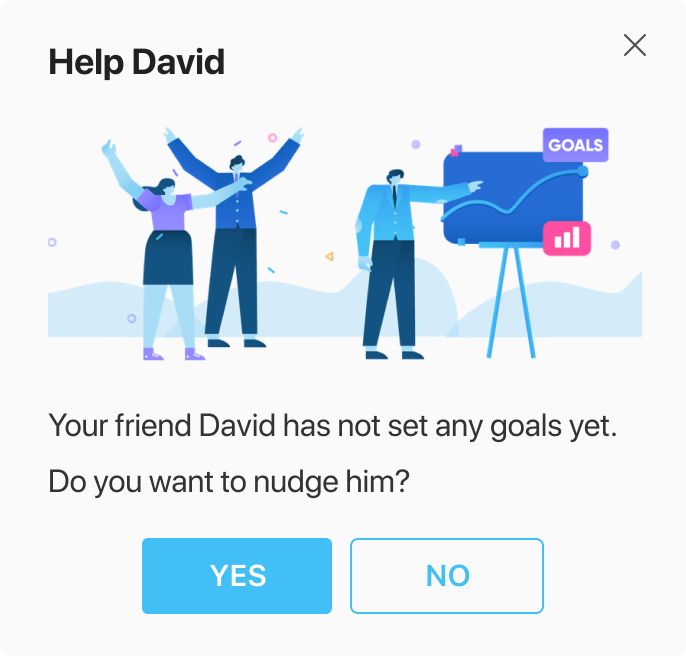 Help David
GOALS
Your friend David has not set any goals yet.
Do you want to nudge him?
YES
NO